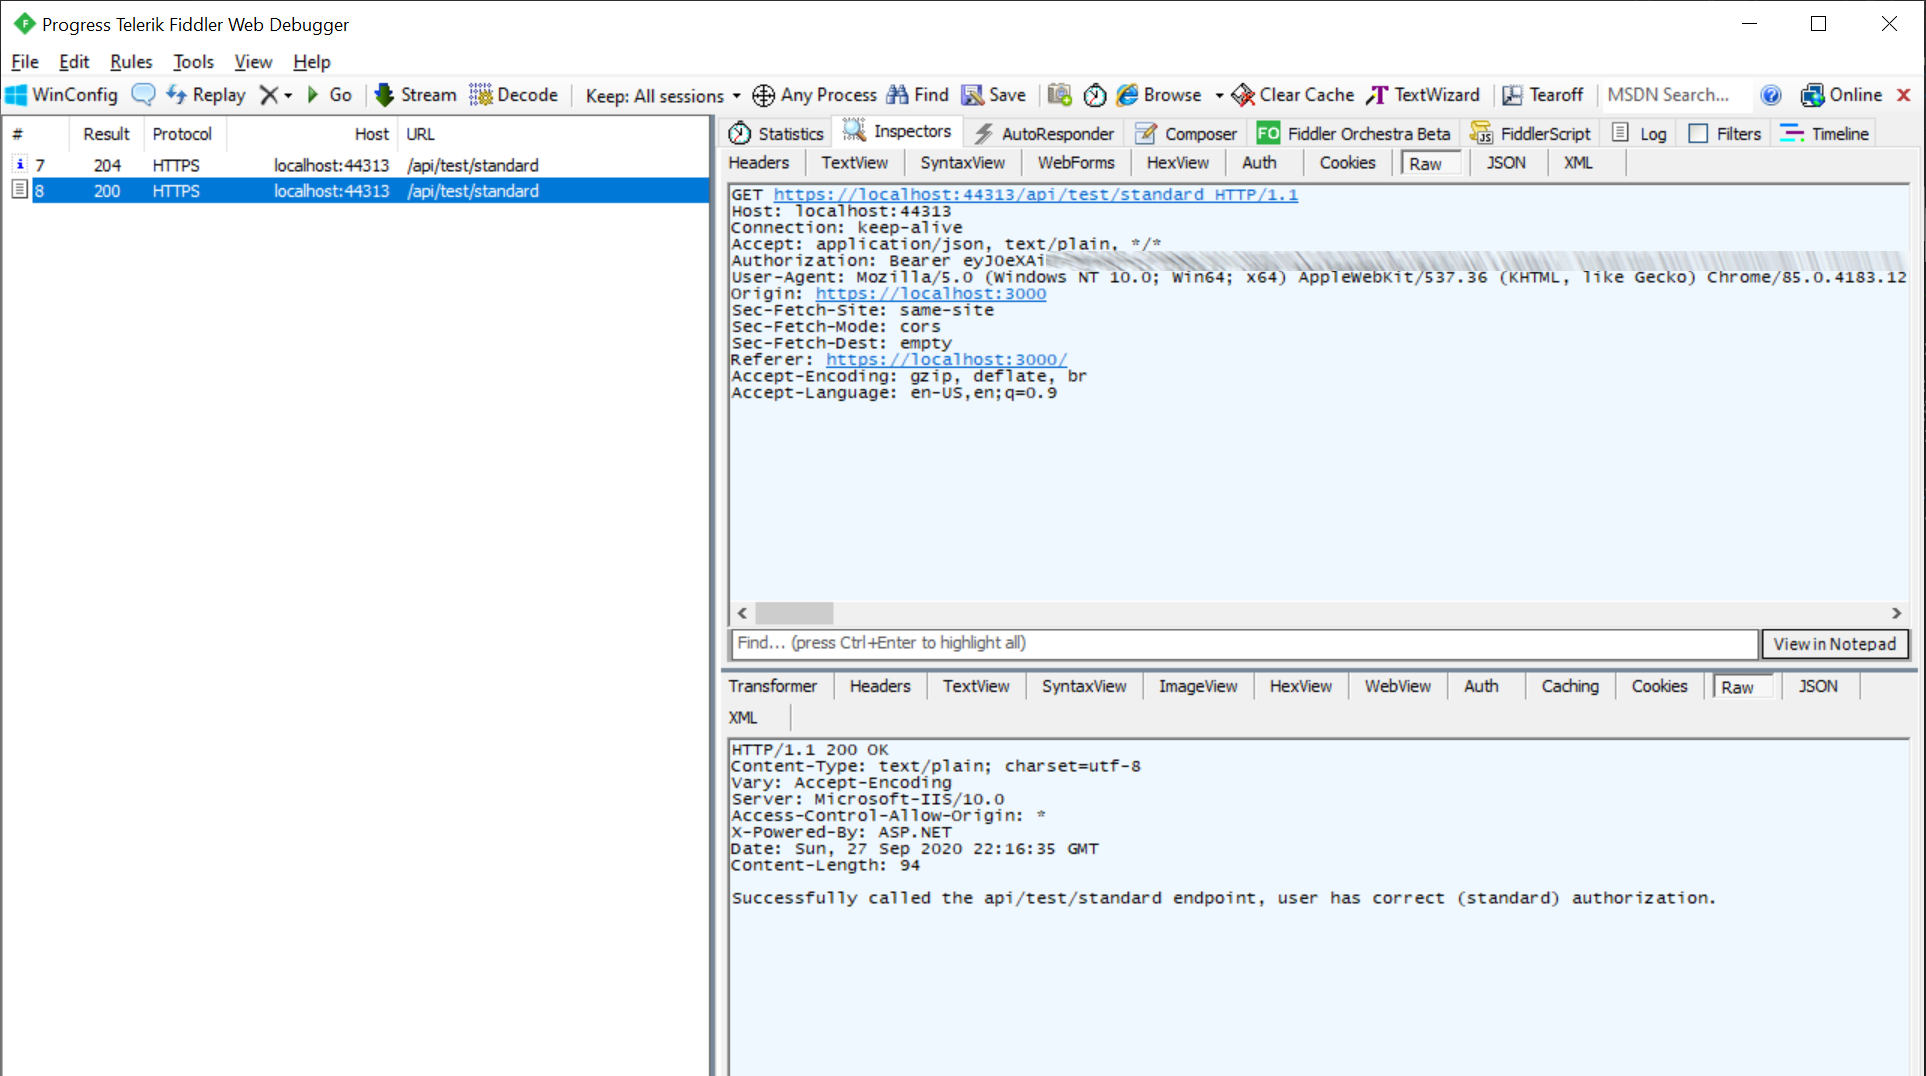 Progress Telerik Fiddler Web Debugger
File Edit Rules Tools View Help
WinConfig Replay Go Stream Decode Keep: All sessions Any Process Find Save Browse Clear Cache TextWizard Tearoff MSDN Search... Online
# Result Protocol Host URL
7 204 HTTPS localhost:44313 /api/test/standard
8 200 HTTPS localhost:44313 /api/test/standard
Statistics Inspectors AutoResponder Composer FO Fiddler Orchestra Beta FiddlerScript Log Filters Timeline
Headers TextView SyntaxView WebForms HexView Auth Cookies Raw JSON XML
GET https://localhost:44313/api/test/standard HTTP/1.1
Host: localhost:44313
Connection: keep-alive
Accept: application/json, text/plain, */*
Authorization: Bearer eyJ0eXAi
User-Agent: Mozilla/5.0 (Windows NT 10.0; Win64; x64) AppleWebKit/537.36 (KHTML, like Gecko) Chrome/85.0.4183.12
Origin: https://localhost:3000
Sec-Fetch-Site: same-site
Sec-Fetch-Mode: cors
Sec-Fetch-Dest: empty
Referer: https://localhost:3000/
Accept-Encoding: gzip, deflate, br
Accept-Language: en-US,en;q=0.9
Find... (press Ctrl+Enter to highlight all) View in Notepad
Transformer Headers TextView SyntaxView ImageView HexView WebView Auth Caching Cookies Raw JSON
XML
HTTP/1.1 200 OK
Content-Type: text/plain; charset=utf-8
Vary: Accept-Encoding
Server: Microsoft-IIS/10.0
Access-Control-Allow-Origin: *
X-Powered-By: ASP.NET
Date: Sun, 27 Sep 2020 22:16:35 GMT
Content-Length: 94
Successfully called the api/test/standard endpoint, user has correct (standard) authorization.